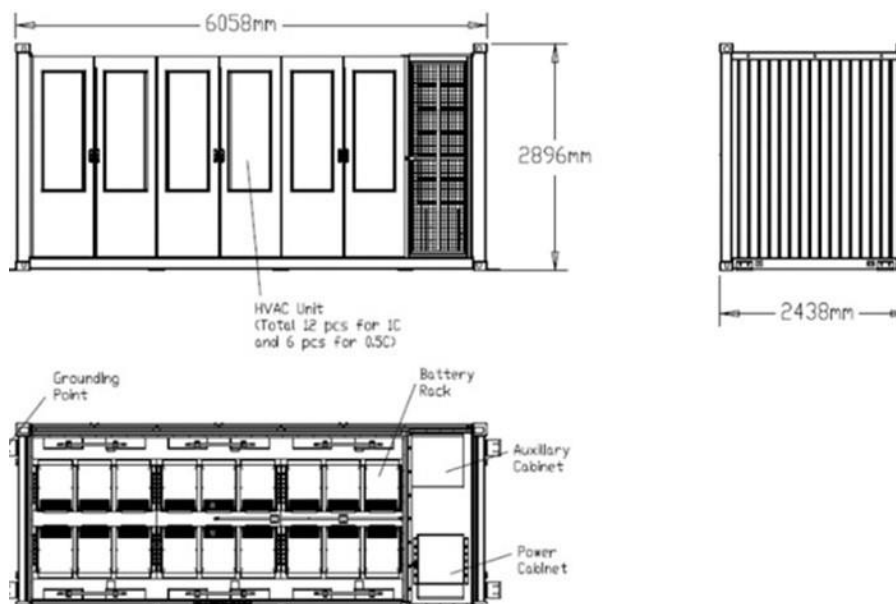 6058mm
2896mm
2438mm
HVAC Unit
(Total 12 pcs for 1C
and 6 pcs for 0.5C)
Grounding
Point
Battery
Rack
Auxillary
Cabinet
Power
Cabinet